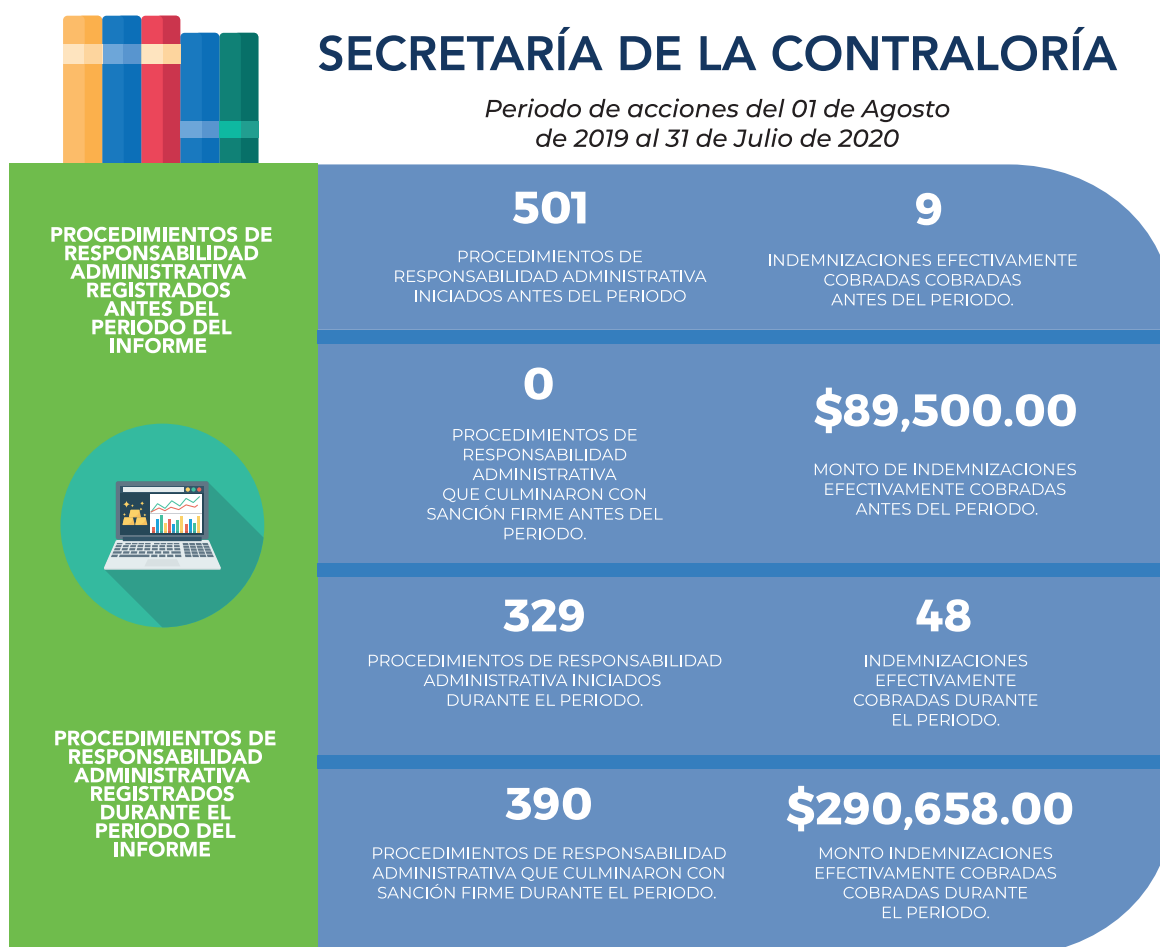 SECRETARÍA DE LA CONTRALORÍA
Periodo de acciones del 01 de Agosto
de 2019 al 31 de Julio de 2020
PROCEDIMIENTOS DE
RESPONSABILIDAD
ADMINISTRATIVA
REGISTRADOS
ANTES DEL
PERIODO DEL
INFORME
501
PROCEDIMIENTOS DE
RESPONSABILIDAD ADMINISTRATIVA
INICIADOS ANTES DEL PERIODO
9
INDEMNIZACIONES EFECTIVAMENTE
COBRADAS COBRADAS
ANTES DEL PERIODO.
0
PROCEDIMIENTOS DE
RESPONSABILIDAD
ADMINISTRATIVA
QUE CULMINARON CON
SANCIÓN FIRME ANTES DEL
PERIODO.
$89,500.00
MONTO DE INDEMNIZACIONES
EFECTIVAMENTE COBRADAS
ANTES DEL PERIODO.
PROCEDIMIENTOS DE
RESPONSABILIDAD
ADMINISTRATIVA
REGISTRADOS
DURANTE EL
PERIODO DEL
INFORME
329
PROCEDIMIENTOS DE RESPONSABILIDAD
ADMINISTRATIVA INICIADOS
DURANTE EL PERIODO.
48
INDEMNIZACIONES
EFECTIVAMENTE
COBRADAS DURANTE
EL PERIODO.
390
PROCEDIMIENTOS DE RESPONSABILIDAD
ADMINISTRATIVA QUE CULMINARON CON
SANCIÓN FIRME DURANTE EL PERIODO.
$290,658.00
MONTO INDEMNIZACIONES
EFECTIVAMENTE COBRADAS
COBRADAS DURANTE
EL PERIODO.